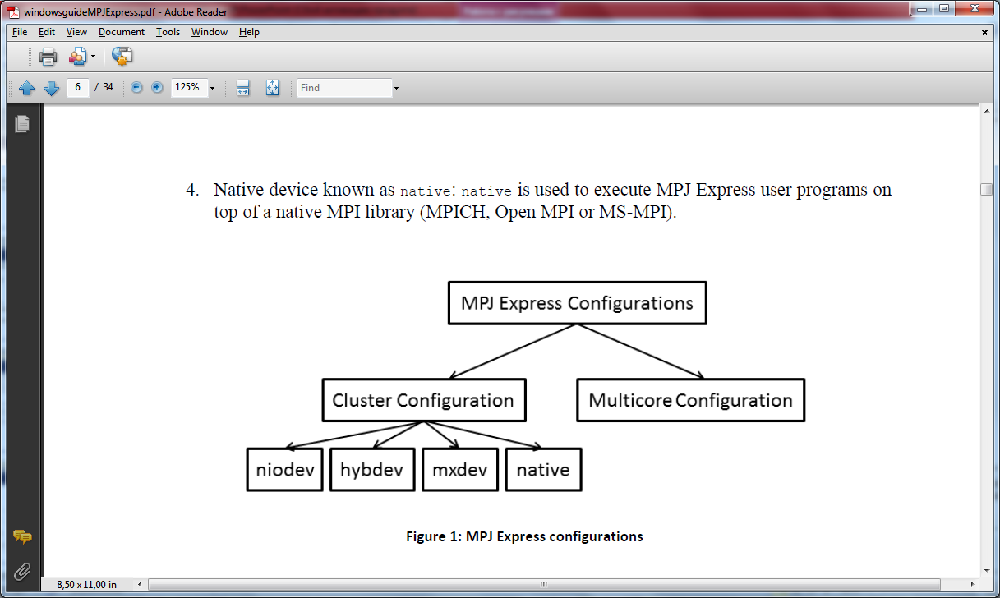 windowsguideMPJExpress.pdf - Adobe Reader
File Edit View Document Tools Window Help
6 / 34 125% Find
4. Native device known as native: native is used to execute MPJ Express user programs on
top of a native MPI library (MPICH, Open MPI or MS-MPI).
MPJ Express Configurations
Cluster Configuration Multicore Configuration
niodev hybdev mxdev native
Figure 1: MPJ Express configurations
8,50 x 11,00 in